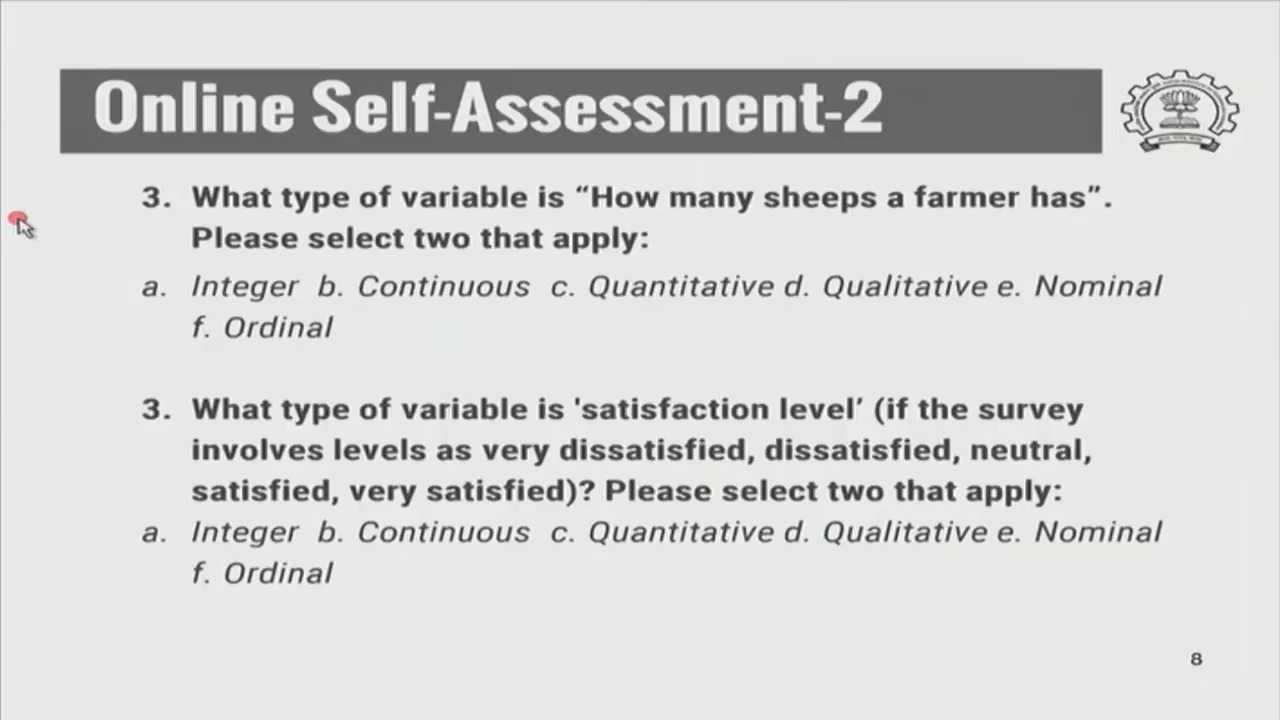 Online Self-Assessment-2
3. What type of variable is “How many sheeps a farmer has”.
Please select two that apply:
a. Integer b. Continuous c. Quantitative d. Qualitative e. Nominal
f. Ordinal
3. What type of variable is 'satisfaction level’ (if the survey
involves levels as very dissatisfied, dissatisfied, neutral,
satisfied, very satisfied)? Please select two that apply:
a. Integer b. Continuous c. Quantitative d. Qualitative e. Nominal
f. Ordinal
8